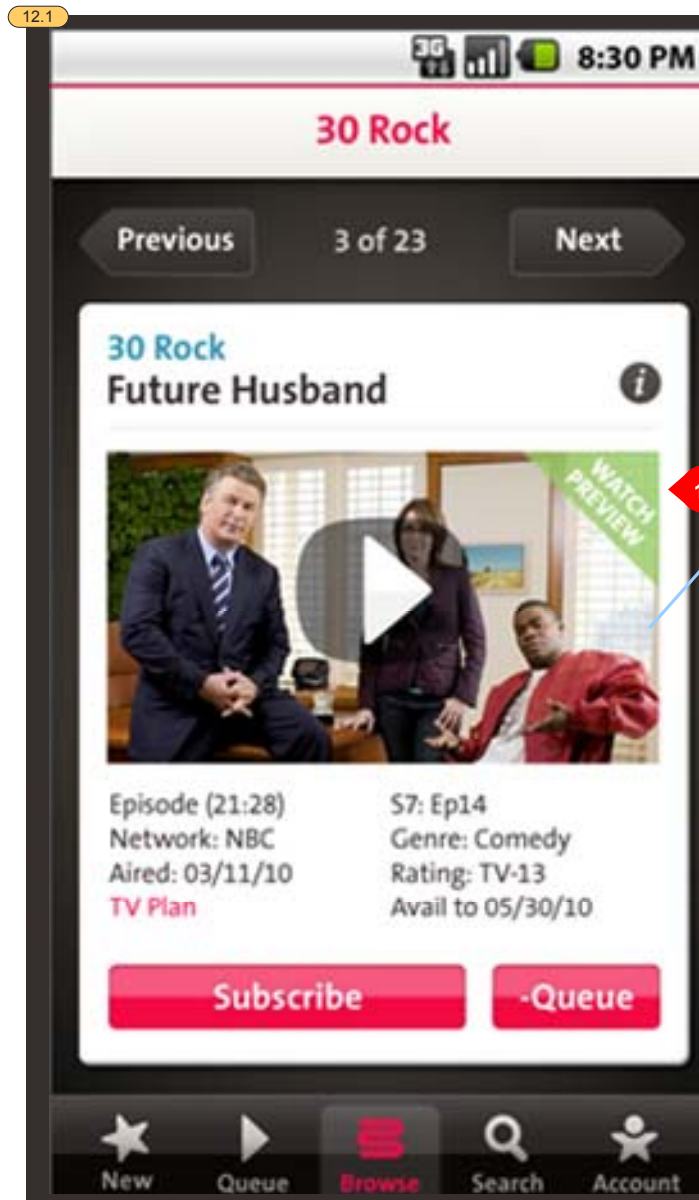 12.1
3G
8:30 PM
30 Rock
Previous
3 of 23
Next
30 Rock
Future Husband
i
WATCH
PREVIEW
Episode (21:28)
S7: Ep14
Network: NBC
Genre: Comedy
Aired: 03/11/10
Rating: TV-13
TV Plan
Avail to 05/30/10
Subscribe
-Queue
New
Queue
Browse
Search
Account